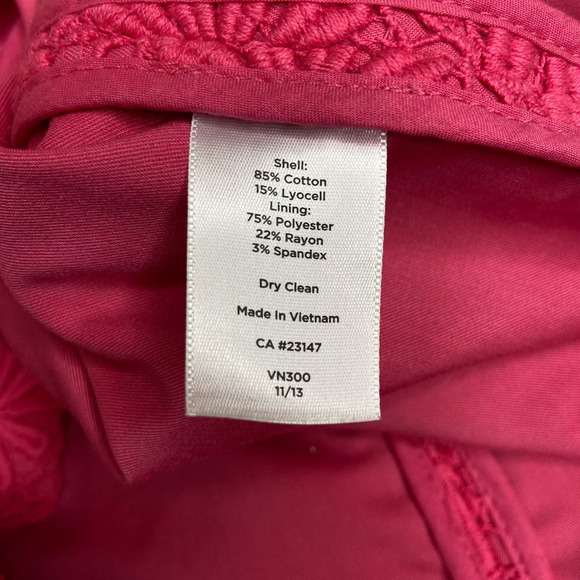 Shell:
85% Cotton
15% Lyocell
Lining:
75% Polyester
22% Rayon
3% Spandex
Dry Clean
Made In Vietnam
CA #23147
VN300
11/13